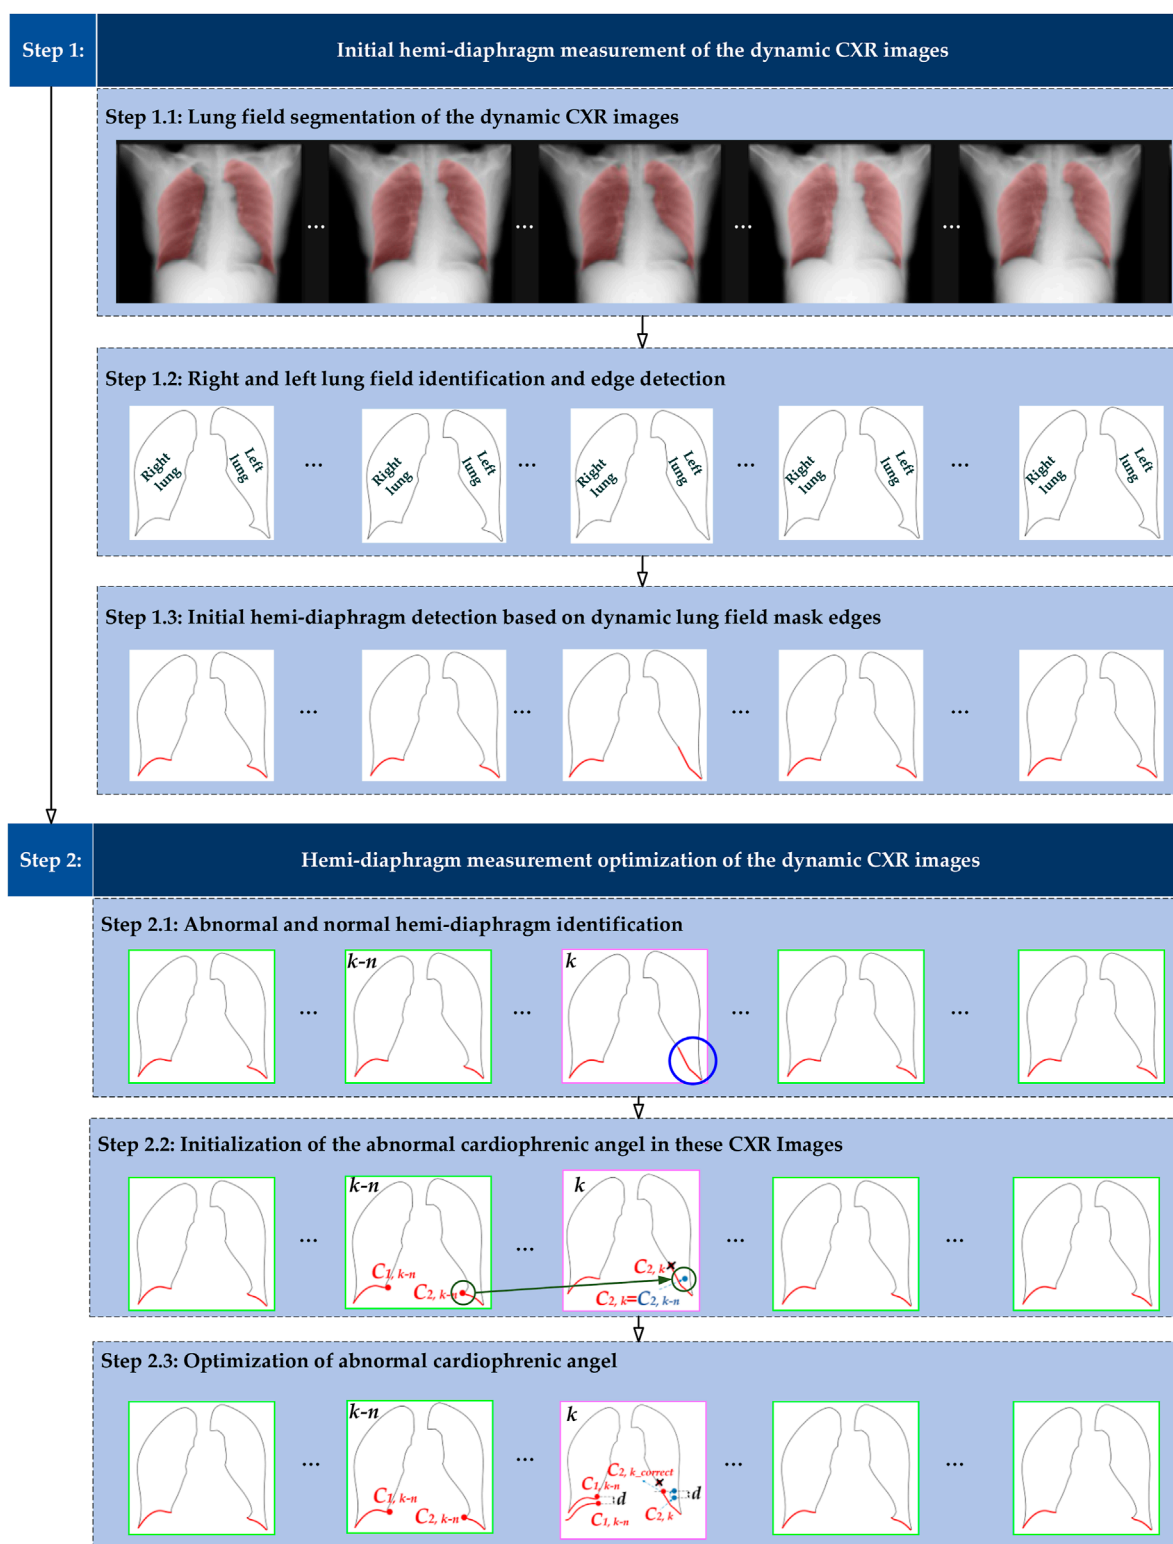 Step 1:
Initial hemi-diaphragm measurement of the dynamic CXR images
Step 1.1: Lung field segmentation of the dynamic CXR images
... ... ... ...
Step 1.2: Right and left lung field identification and edge detection
Right lung Left lung ... Right lung Left lung ... Right lung Left lung ... Right lung Left lung ... Right lung Left lung
Step 1.3: Initial hemi-diaphragm detection based on dynamic lung field mask edges
... ... ... ...
Step 2:
Hemi-diaphragm measurement optimization of the dynamic CXR images
Step 2.1: Abnormal and normal hemi-diaphragm identification
k-n k
... ... ... ...
Step 2.2: Initialization of the abnormal cardiophrenic angel in these CXR Images
k-n k
... ... ... ...
C1, k-n C2, k
C2, k-n C2, k=C2, k-n
Step 2.3: Optimization of abnormal cardiophrenic angel
k-n k
... ... ... ...
C2, k_correct
C1, k-n C1, k-n d d
C2, k-n C1, k-n C2, k